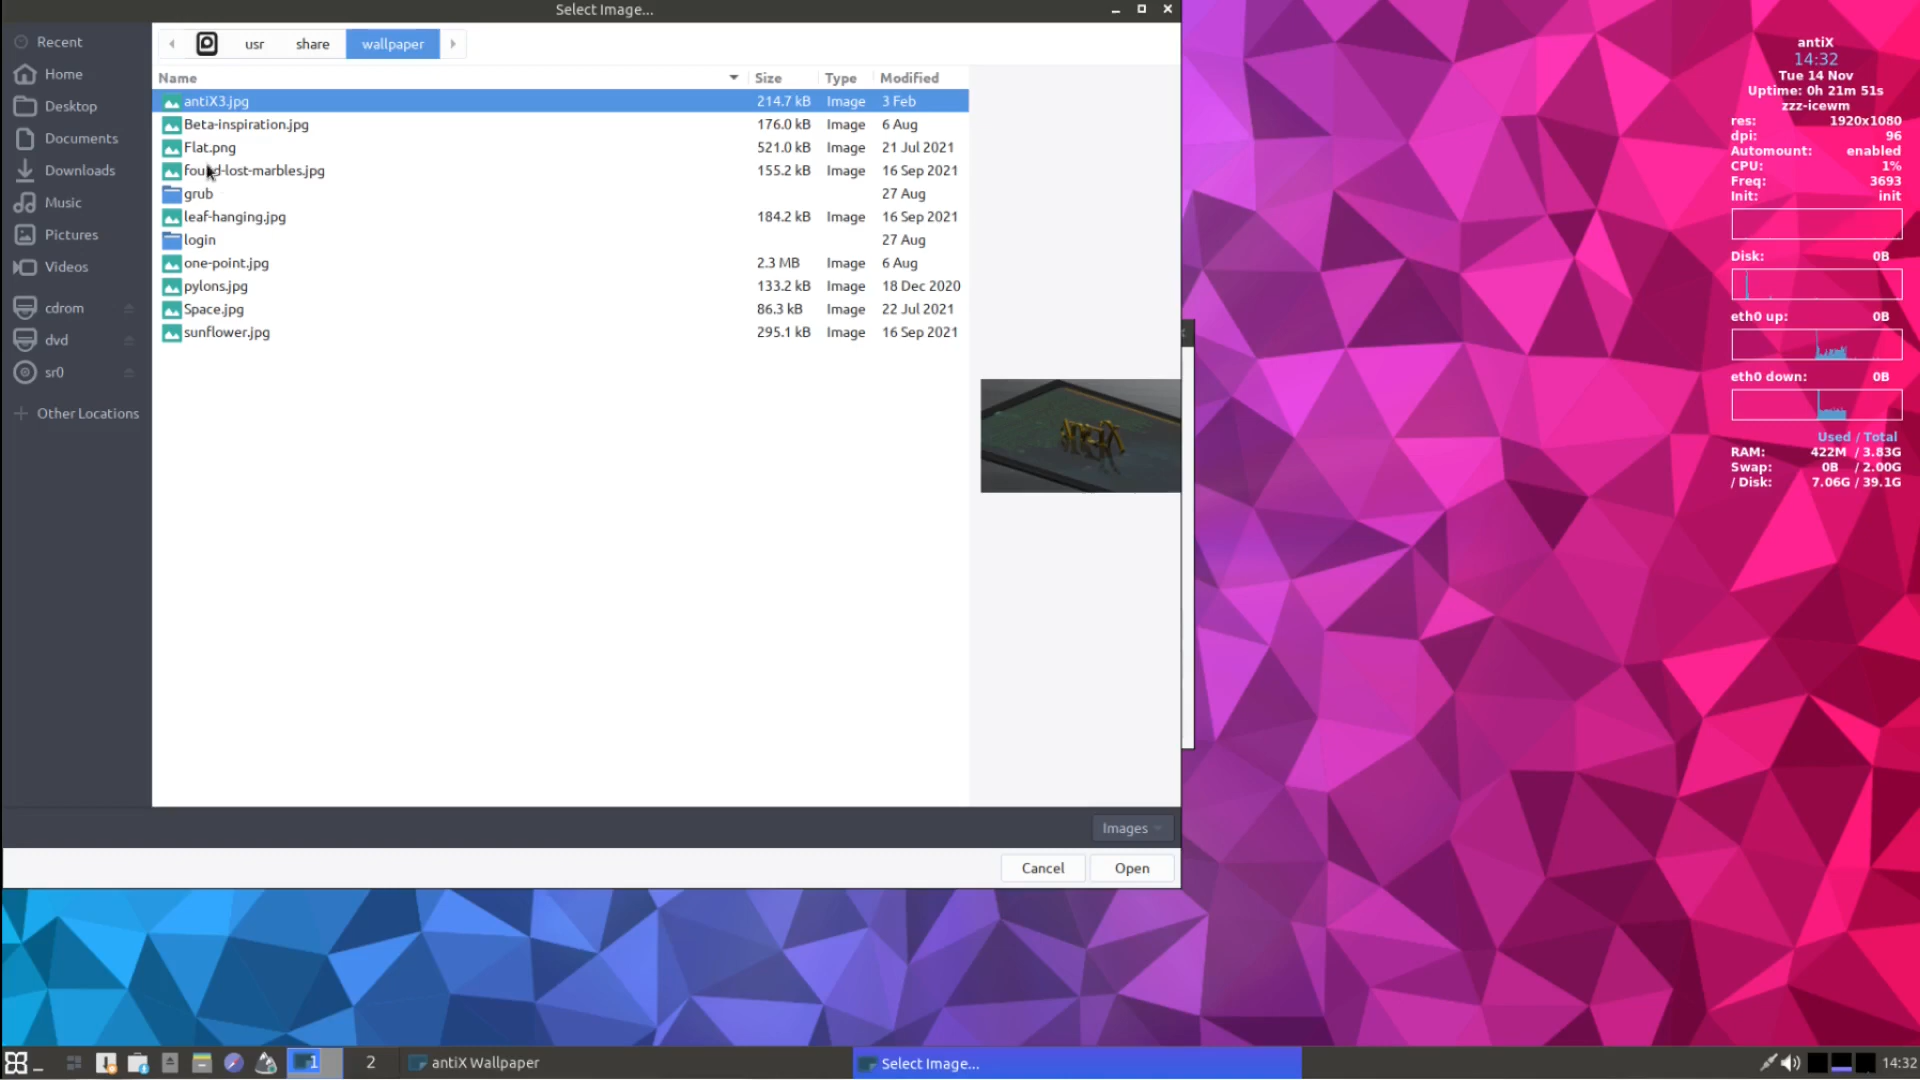 Select Image...
Recent
Home
Desktop
Documents
Downloads
Music
Pictures
Videos
cdrom
dvd
sr0
Other Locations
usr share wallpaper
Name Size Type Modified
antiX3.jpg 214.7 kB Image 3 Feb
Beta-inspiration.jpg 176.0 kB Image 6 Aug
Flat.png 521.0 kB Image 21 Jul 2021
found-lost-marbles.jpg 155.2 kB Image 16 Sep 2021
grub 27 Aug
leaf-hanging.jpg 184.2 kB Image 16 Sep 2021
login 27 Aug
one-point.jpg 2.3 MB Image 6 Aug
pylons.jpg 133.2 kB Image 18 Dec 2020
Space.jpg 86.3 kB Image 22 Jul 2021
sunflower.jpg 295.1 kB Image 16 Sep 2021
antiX
Images
Cancel Open
antiX
14:32
Tue 14 Nov
Uptime: 0h 21m 51s
zzz-icewm
res: 1920x1080
dpi: 96
Automount: enabled
CPU: 1%
Freq: 3693
Init: init
Disk: 0B
eth0 up: 0B
eth0 down: 0B
Used / Total
RAM: 422M / 3.83G
Swap: 0B / 2.00G
/ Disk: 7.06G / 39.1G
1 2 antiX Wallpaper Select Image... 14:32